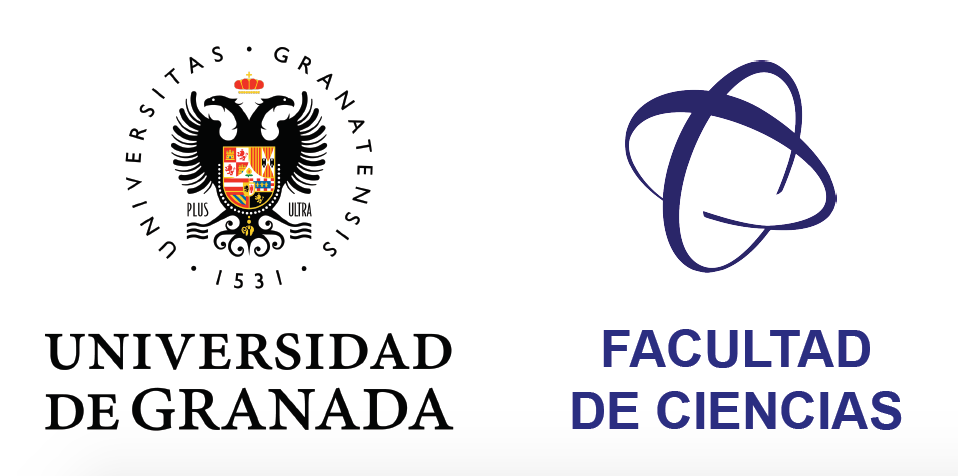 UNIVERSITAS · GRANATENSIS
· 1531 ·
PLUS ULTRA
UNIVERSIDAD
DE GRANADA
FACULTAD
DE CIENCIAS